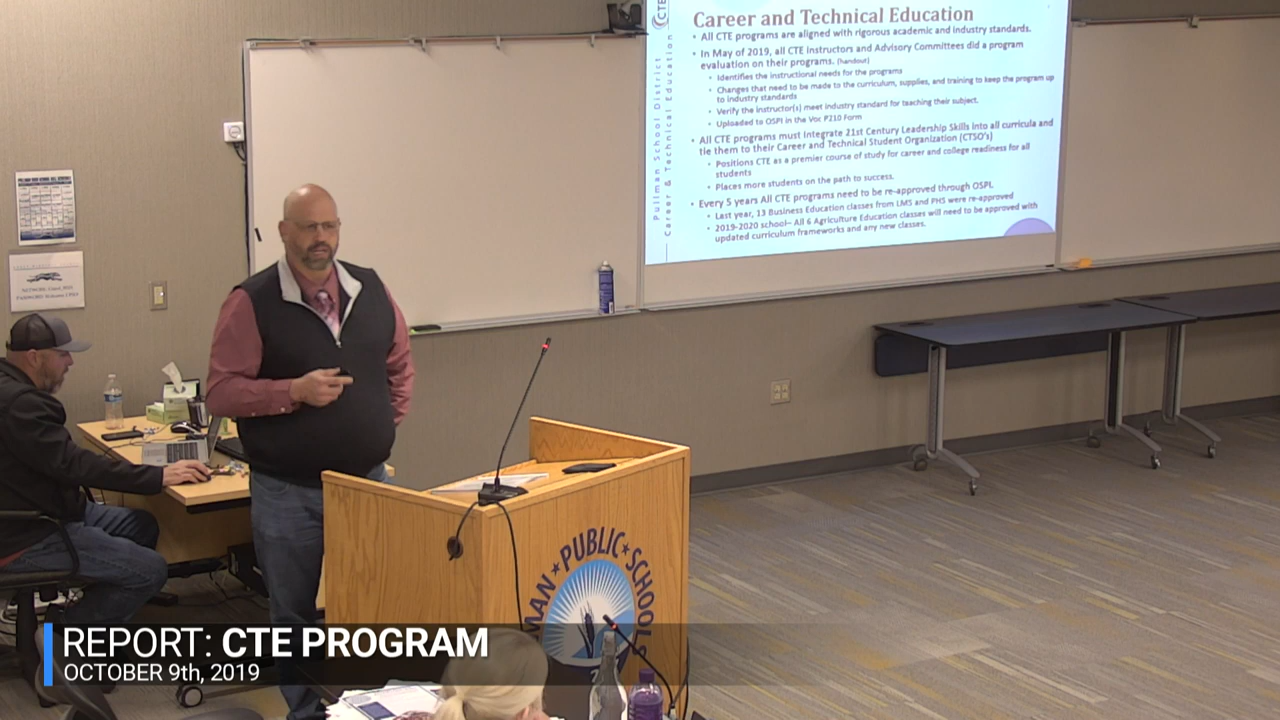 Career and Technical Education
• All CTE programs are aligned with rigorous academic and industry standards.
• In May of 2019, all CTE Instructors and Advisory Committees did a program
evaluation on their programs. (handout)
• Identifies the instructional needs for the programs
• Changes that need to be made to the curriculum, supplies, and training to keep the program up
to industry standards
• Verify the instructor(s) meet industry standard for teaching their subject.
• Uploaded to OSPI in the Voc P210 Form
• All CTE programs must Integrate 21st Century Leadership Skills into all curricula and
tie them to their Career and Technical Student Organization (CTSO's)
• Positions CTE as a premier course of study for career and college readiness for all
students
• Places more students on the path to success.
• Every 5 years All CTE programs need to be re-approved through OSPI.
• Last year, 13 Business Education classes from LMS and PHS were re-approved
• 2019-2020 school– All 6 Agriculture Education classes will need to be approved with
updated curriculum frameworks and any new classes.
Pullman School District
Career & Technical Education
CTE
MAN ★ PUBLIC ★ SCHOOLS
REPORT: CTE PROGRAM
OCTOBER 9th, 2019